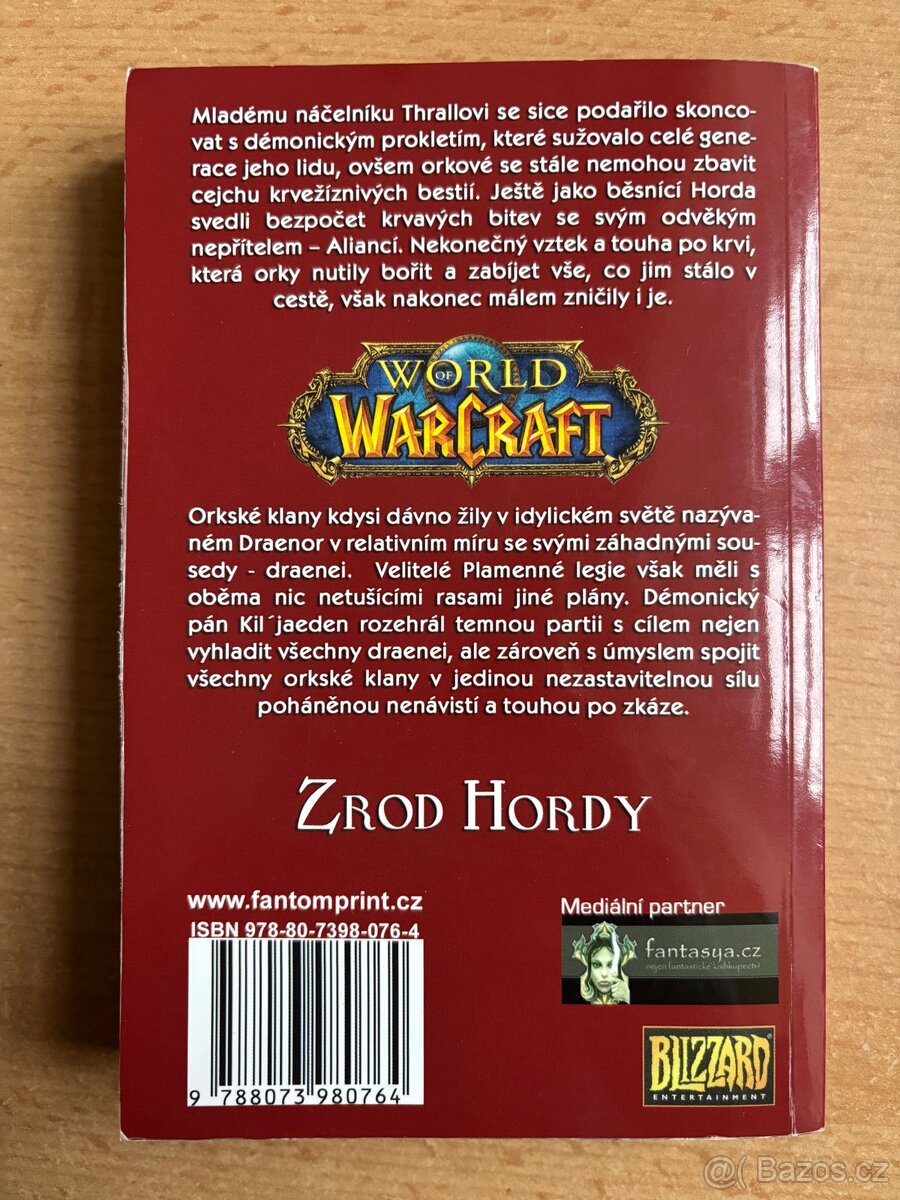 Mladému náčelníku Thrallovi se sice podařilo skonco-
vat s démonickým prokletím, které sužovalo celé gene-
race jeho lidu, ovšem orkové se stále nemohou zbavit
cejchu krvežíznivých bestií. Ještě jako běsnící Horda
svedli bezpočet krvavých bitev se svým odvěkým
nepřítelem – Aliancí. Nekonečný vztek a touha po krvi,
která orky nutily bořit a zabíjet vše, co jim stálo v
cestě, však nakonec málem zničily i je.
WORLD
OF
WARCRAFT
Orkské klany kdysi dávno žily v idylickém světě nazýva-
ném Draenor v relativním míru se svými záhadnými sou-
sedy - draenei. Velitelé Plamenné legie však měli s
oběma nic netušícími rasami jiné plány. Démonický
pán Kil´jaeden rozehrál temnou partii s cílem nejen
vyhladit všechny draenei, ale zároveň s úmyslem spojit
všechny orkské klany v jedinou nezastavitelnou sílu
poháněnou nenávistí a touhou po zkáze.
ZROD HORDY
www.fantomprint.cz
ISBN 978-80-7398-076-4
9 788073 980764
Mediální partner
fantasya.cz
nejen fantastické knihkupectví
BLIZZARD
ENTERTAINMENT
@( Bazos.cz